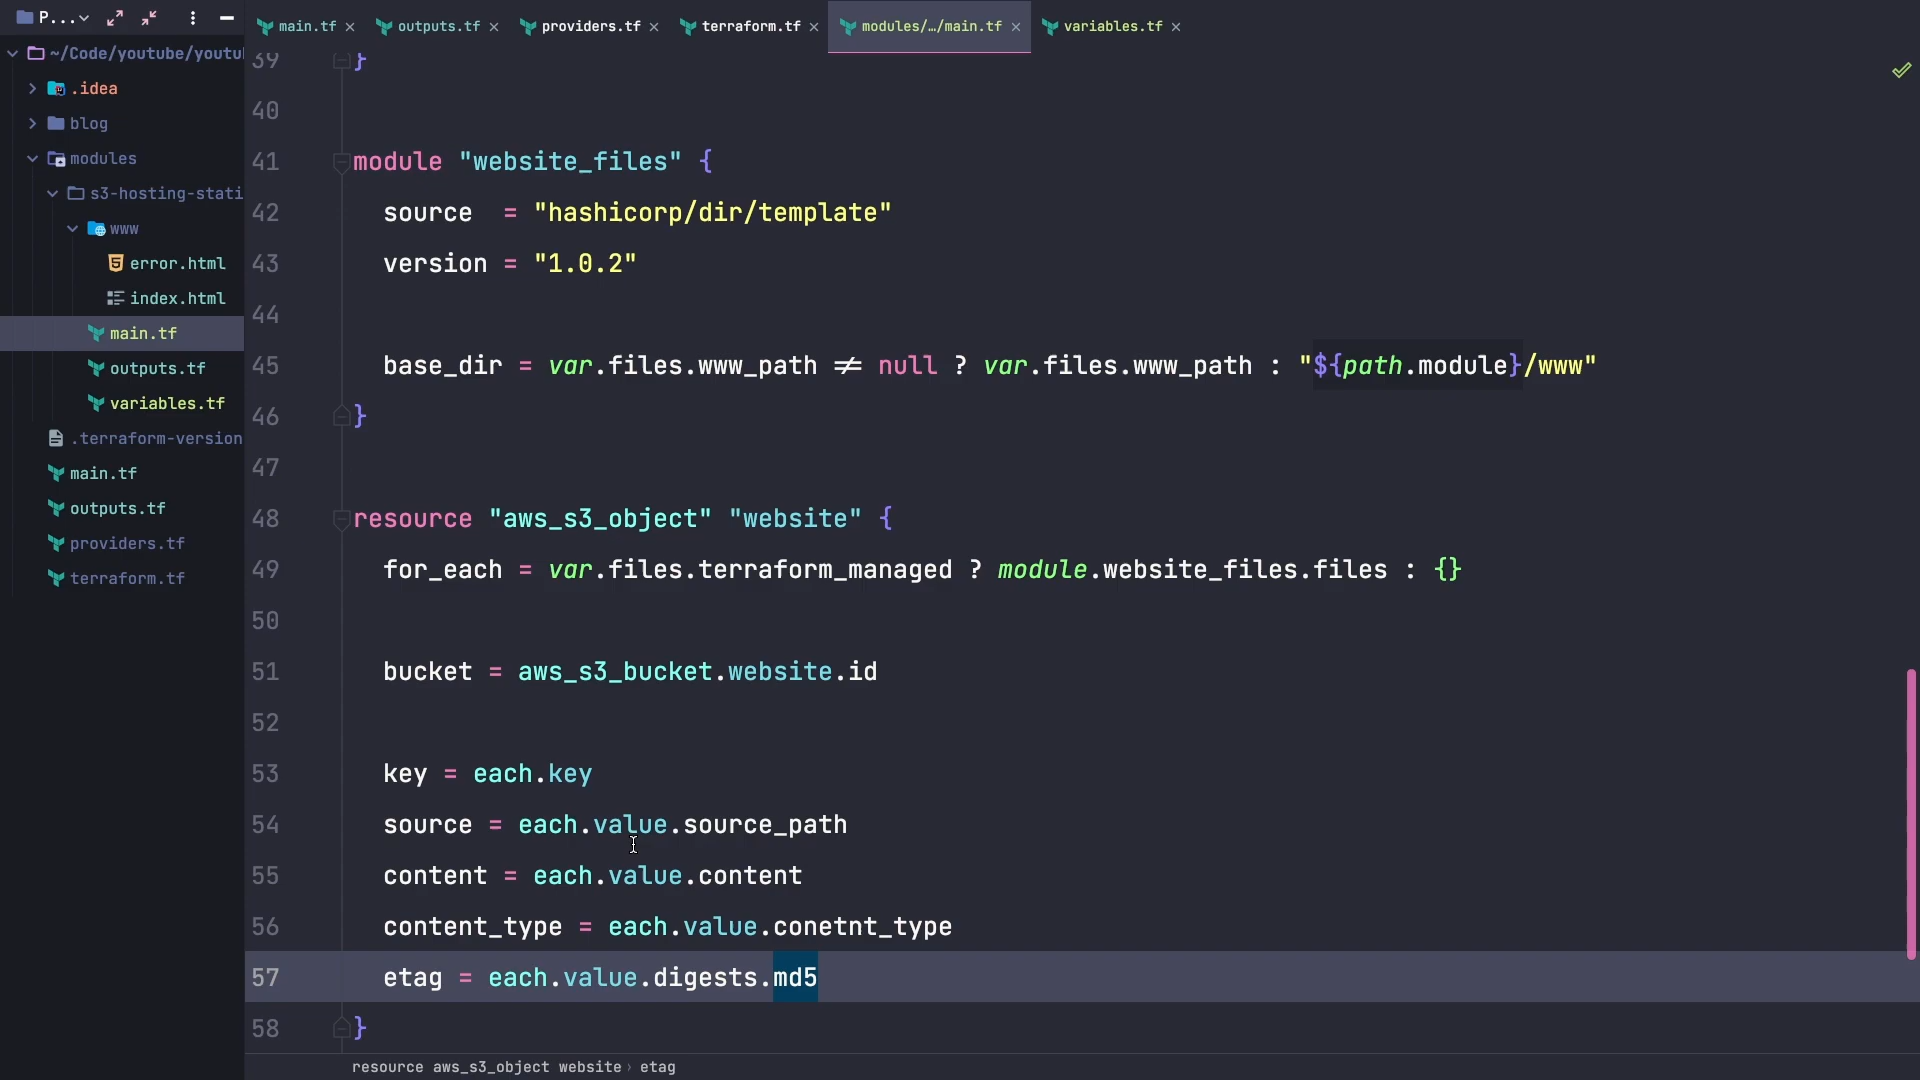 P...
main.tf
outputs.tf
providers.tf
terraform.tf
modules/…/main.tf
variables.tf
~/Code/youtube/youtu
.idea
blog
modules
s3-hosting-stati
www
error.html
index.html
main.tf
outputs.tf
variables.tf
.terraform-version
main.tf
outputs.tf
providers.tf
terraform.tf
39 }
40
41 module "website_files" {
42 source  = "hashicorp/dir/template"
43 version = "1.0.2"
44
45 base_dir = var.files.www_path != null ? var.files.www_path : "${path.module}/www"
46 }
47
48 resource "aws_s3_object" "website" {
49 for_each = var.files.terraform_managed ? module.website_files.files : {}
50
51 bucket = aws_s3_bucket.website.id
52
53 key = each.key
54 source = each.value.source_path
55 content = each.value.content
56 content_type = each.value.conetnt_type
57 etag = each.value.digests.md5
58 }
resource aws_s3_object website › etag